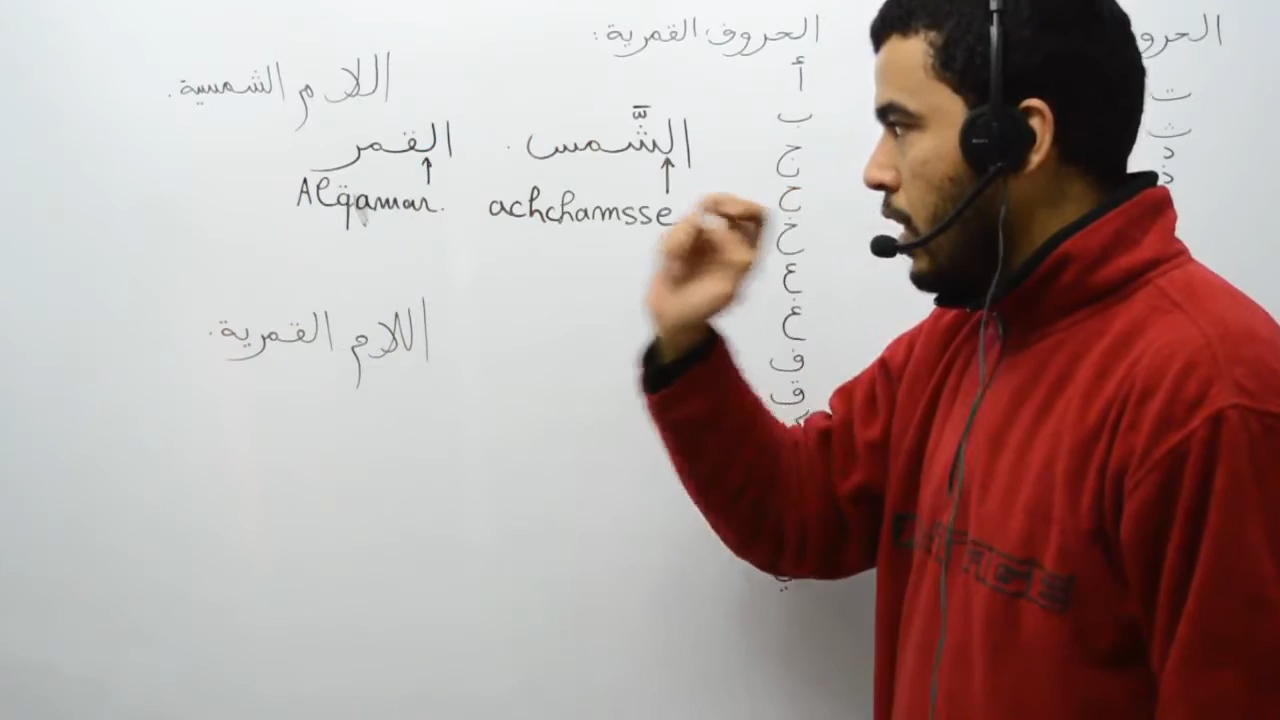 الحرو
ت
ث
د
ذ
الحروف القمرية:
أ
ب
ج
ح
خ
ع
غ
ف
ق
ي
اللام الشمسية.
الشَّمس. القمر
achchamsse Alqamar.
اللام القمرية.